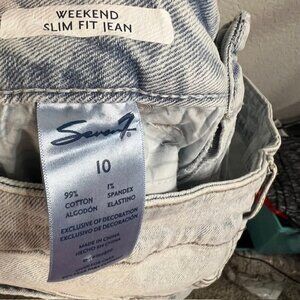 WEEKEND
SLIM FIT JEAN
Seven7
10
99% 1%
COTTON SPANDEX
ALGODÓN ELASTINO
EXCLUSIVE OF DECORATION
EXCLUSIVO DE DECORACIÓN
MADE IN CHINA
HECHO EN CHINA